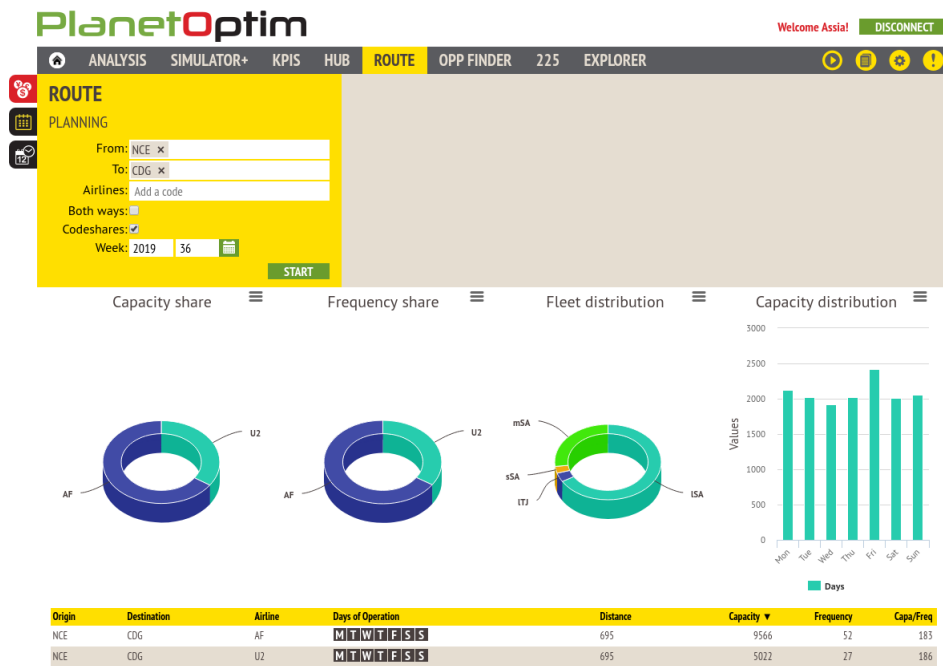 PlanetOptim
Welcome Assia!
DISCONNECT
ANALYSIS SIMULATOR+ KPIS HUB ROUTE OPP FINDER 225 EXPLORER
ROUTE
PLANNING
12
From: NCE ×
To: CDG ×
Airlines: Add a code
Both ways:
Codeshares:
Week: 2019 36
START
Capacity share
Frequency share
Fleet distribution
Capacity distribution
U2
AF
U2
AF
mSA
sSA
lTJ
lSA
Values
3000
2500
2000
1500
1000
500
0
Mon Tue Wed Thu Fri Sat Sun
Days
Origin Destination Airline Days of Operation Distance Capacity ▼ Frequency Capa/Freq
NCE CDG AF M T W T F S S 695 9566 52 183
NCE CDG U2 M T W T F S S 695 5022 27 186